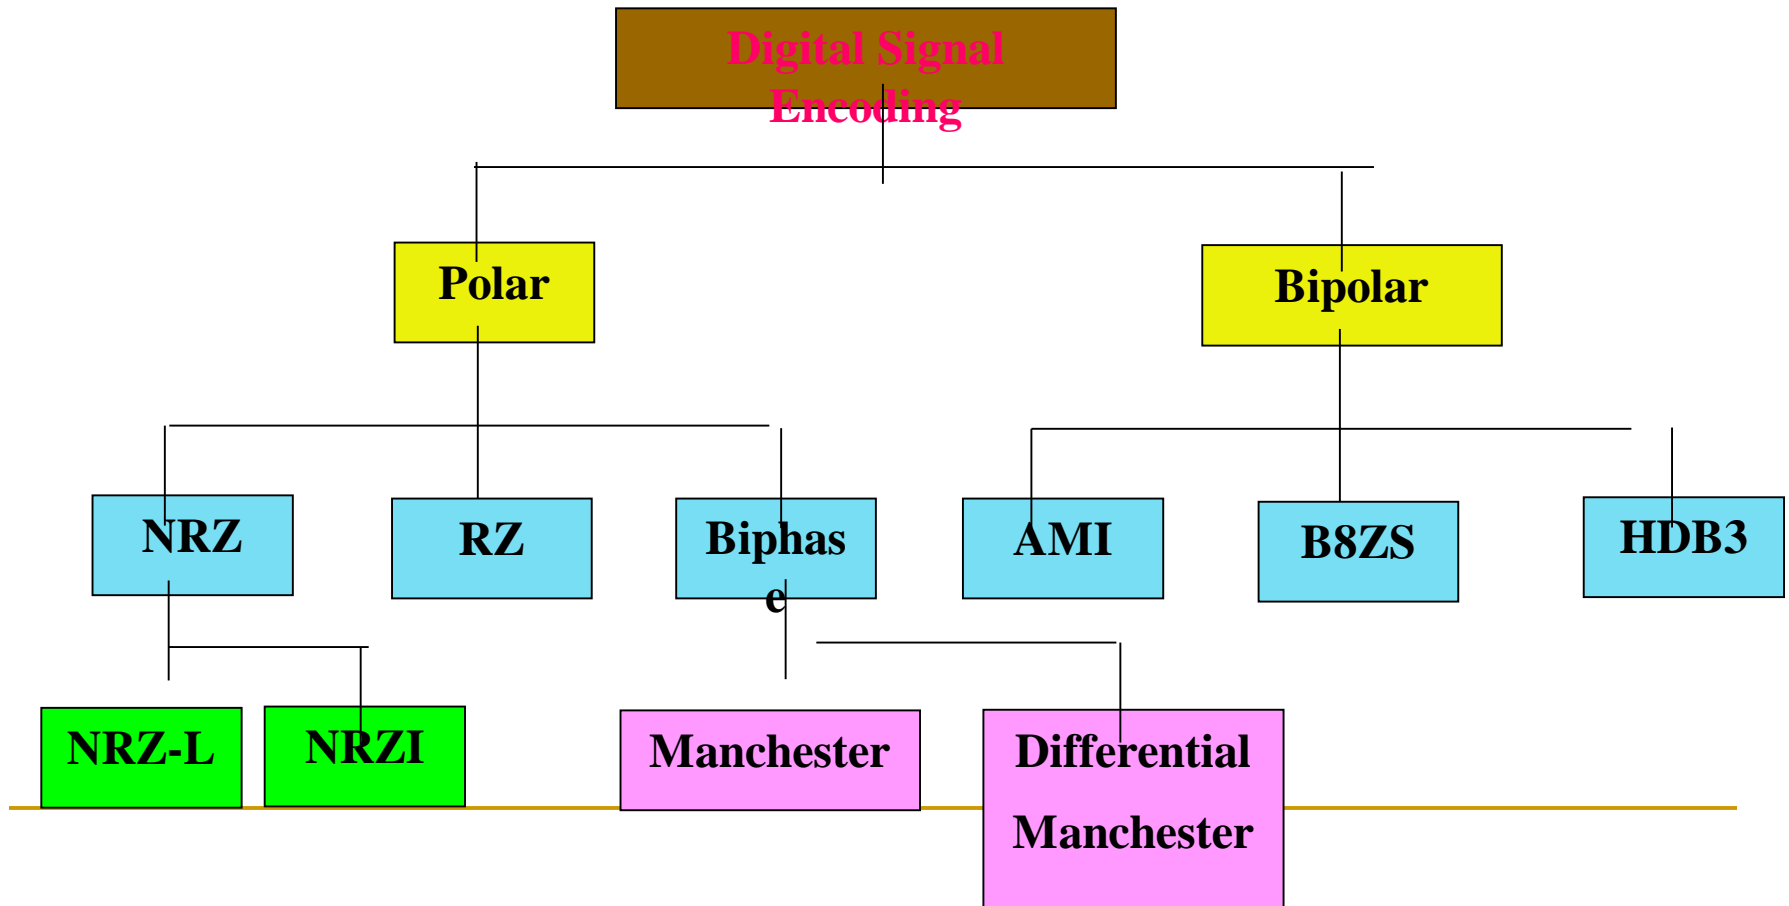 Digital Signal
Encoding
Polar
Bipolar
NRZ
RZ
Biphas
e
AMI
B8ZS
HDB3
NRZ-L
NRZI
Manchester
Differential
Manchester